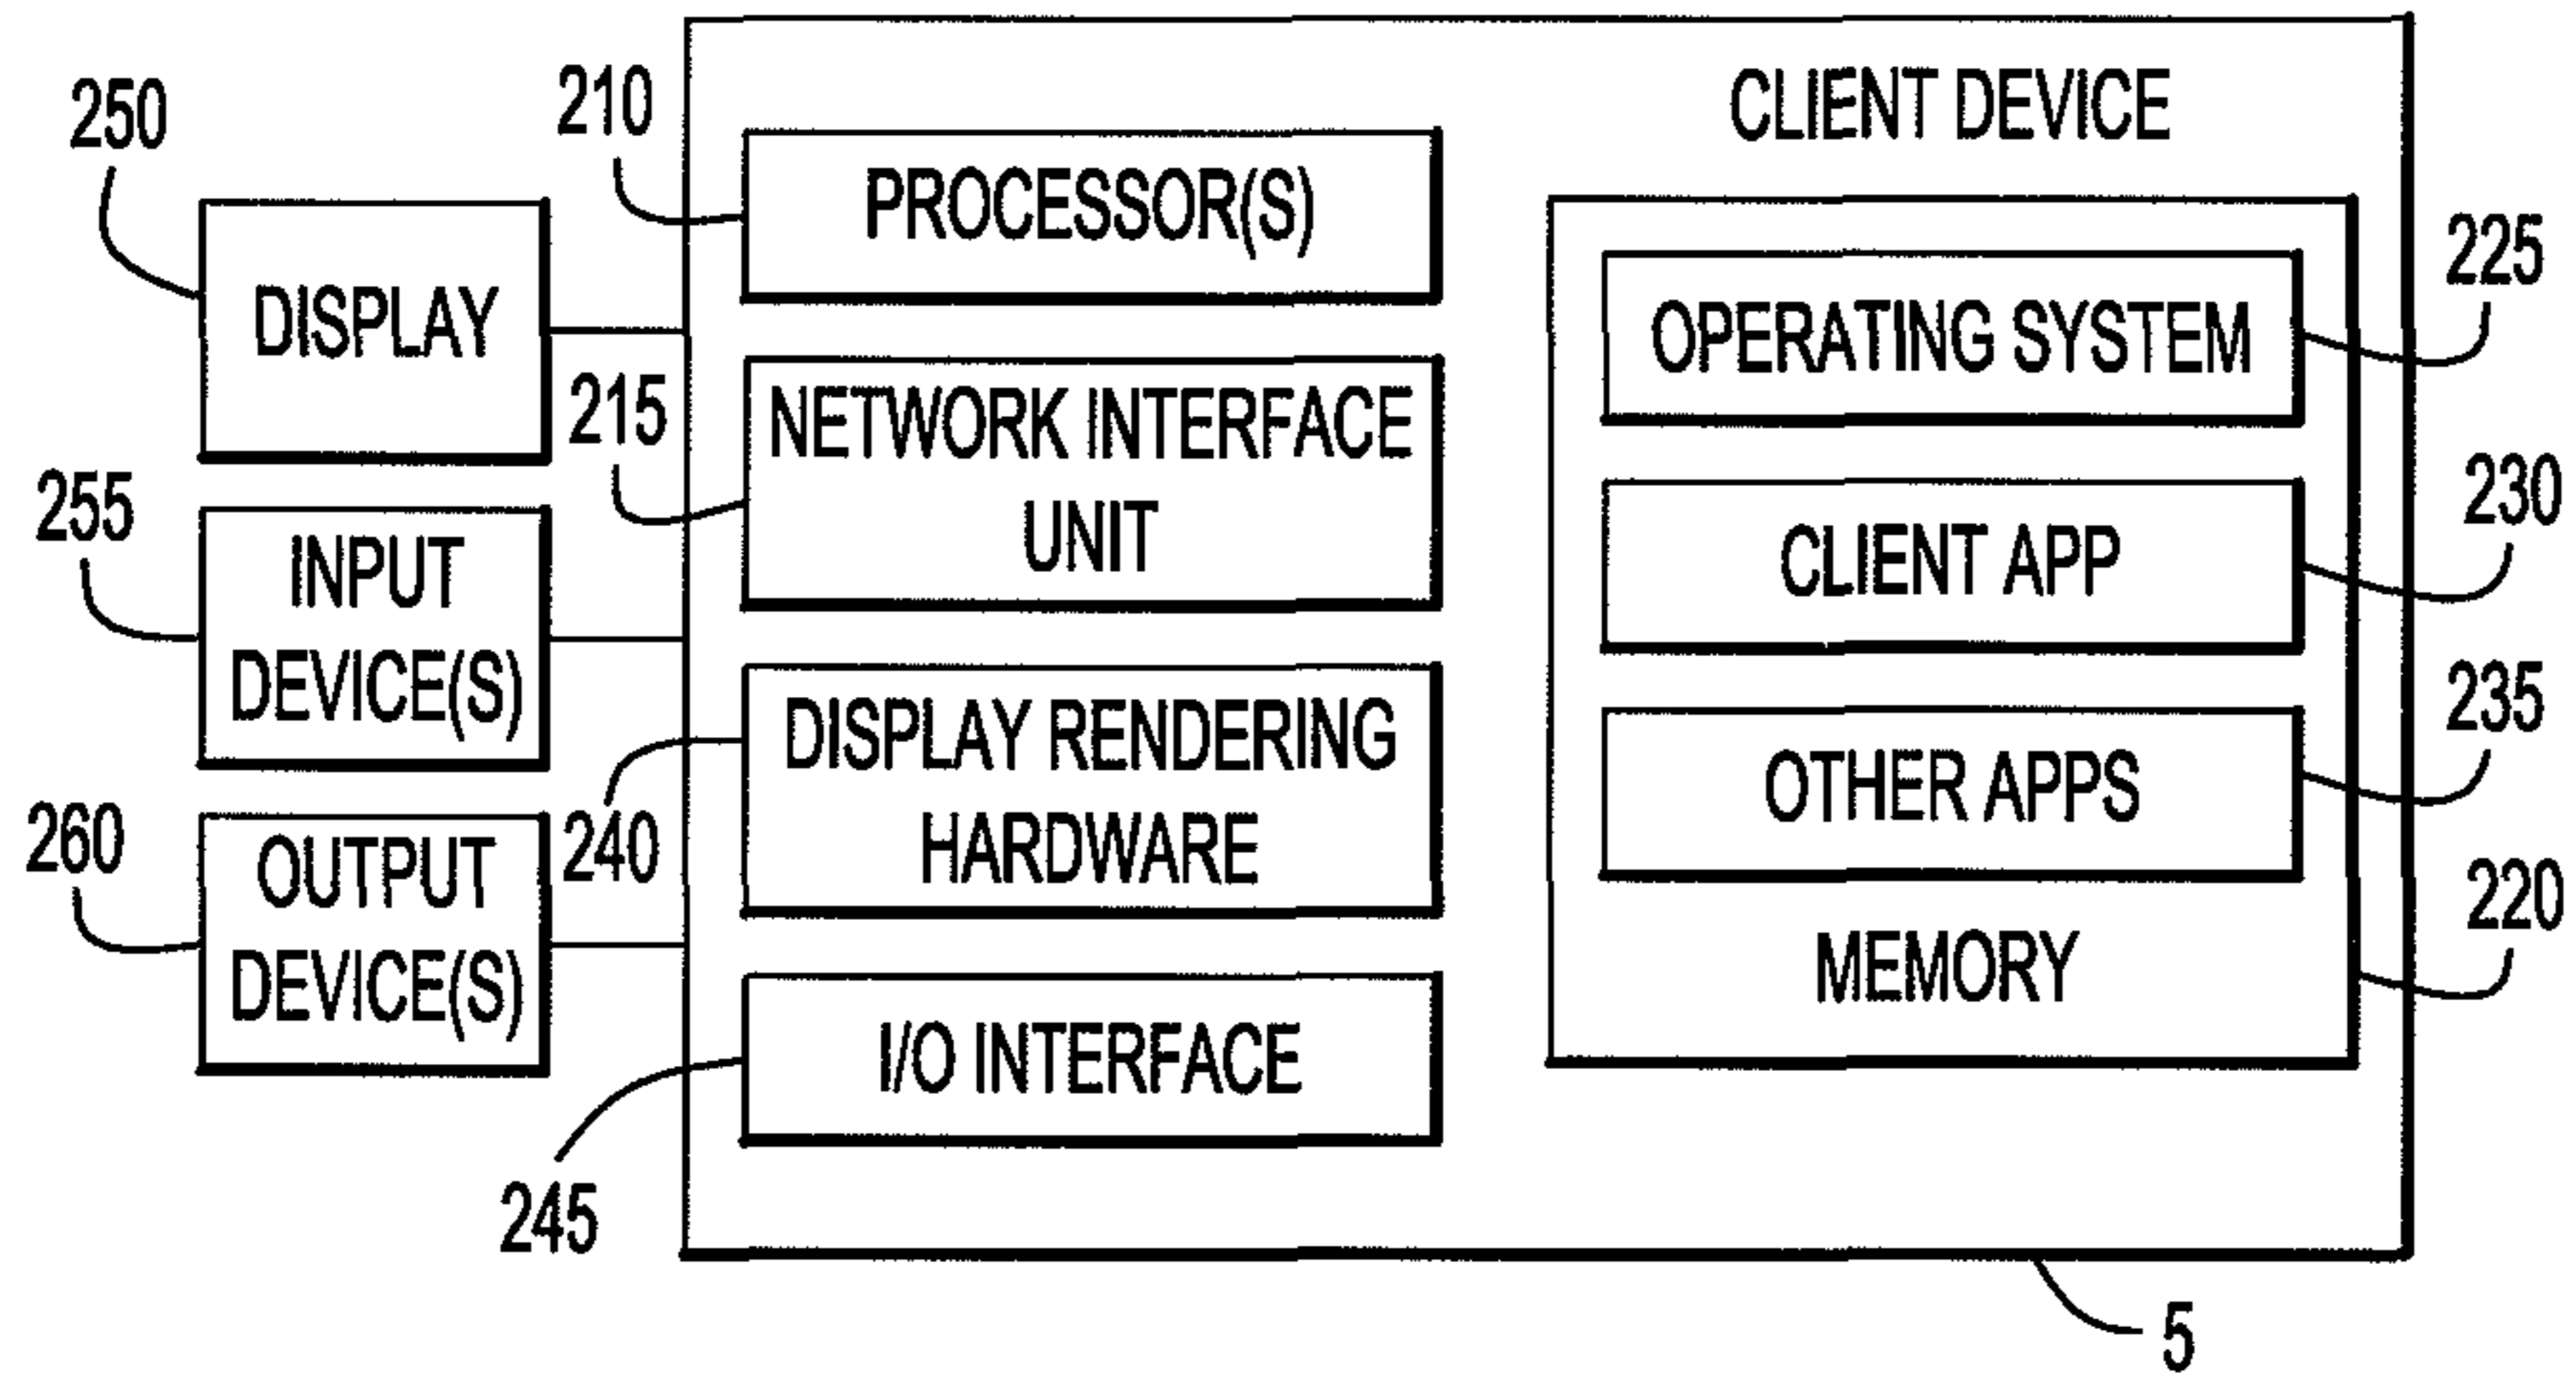 250
DISPLAY
255
INPUT
DEVICE(S)
260
OUTPUT
DEVICE(S)
CLIENT DEVICE
210
PROCESSOR(S)
215
NETWORK INTERFACE
UNIT
240
DISPLAY RENDERING
HARDWARE
245
I/O INTERFACE
OPERATING SYSTEM
225
CLIENT APP
230
OTHER APPS
235
MEMORY
220
5